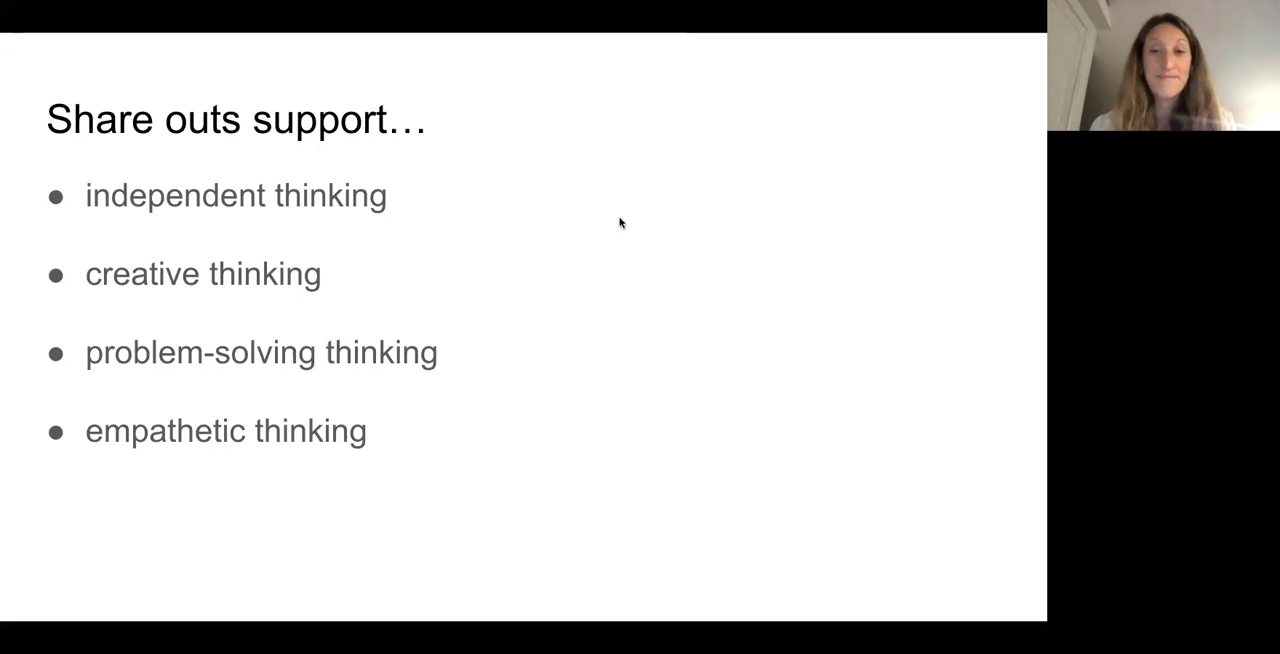 Share outs support…
● independent thinking
● creative thinking
● problem-solving thinking
● empathetic thinking